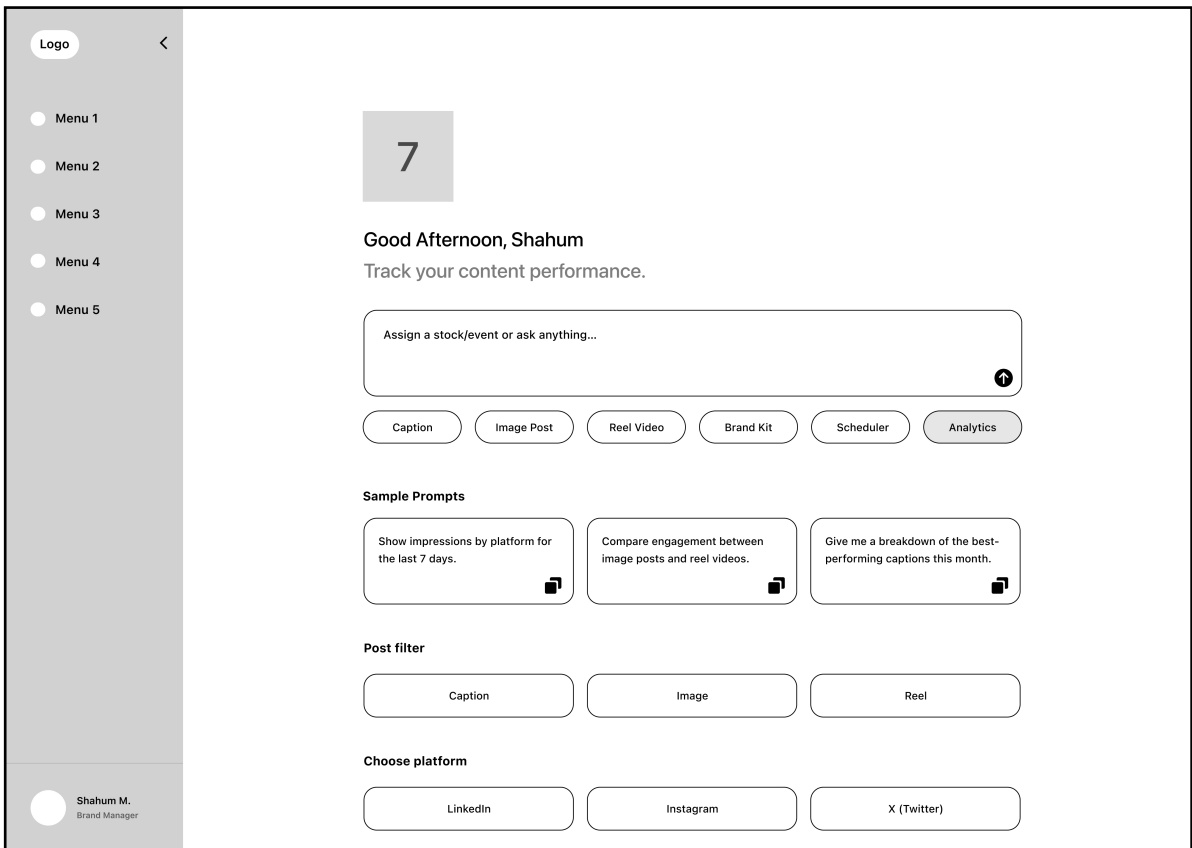 Logo
Menu 1
Menu 2
Menu 3
Menu 4
Menu 5
Shahum M.
Brand Manager
7
Good Afternoon, Shahum
Track your content performance.
Assign a stock/event or ask anything...
Caption
Image Post
Reel Video
Brand Kit
Scheduler
Analytics
Sample Prompts
Show impressions by platform for
the last 7 days.
Compare engagement between
image posts and reel videos.
Give me a breakdown of the best-
performing captions this month.
Post filter
Caption
Image
Reel
Choose platform
LinkedIn
Instagram
X (Twitter)